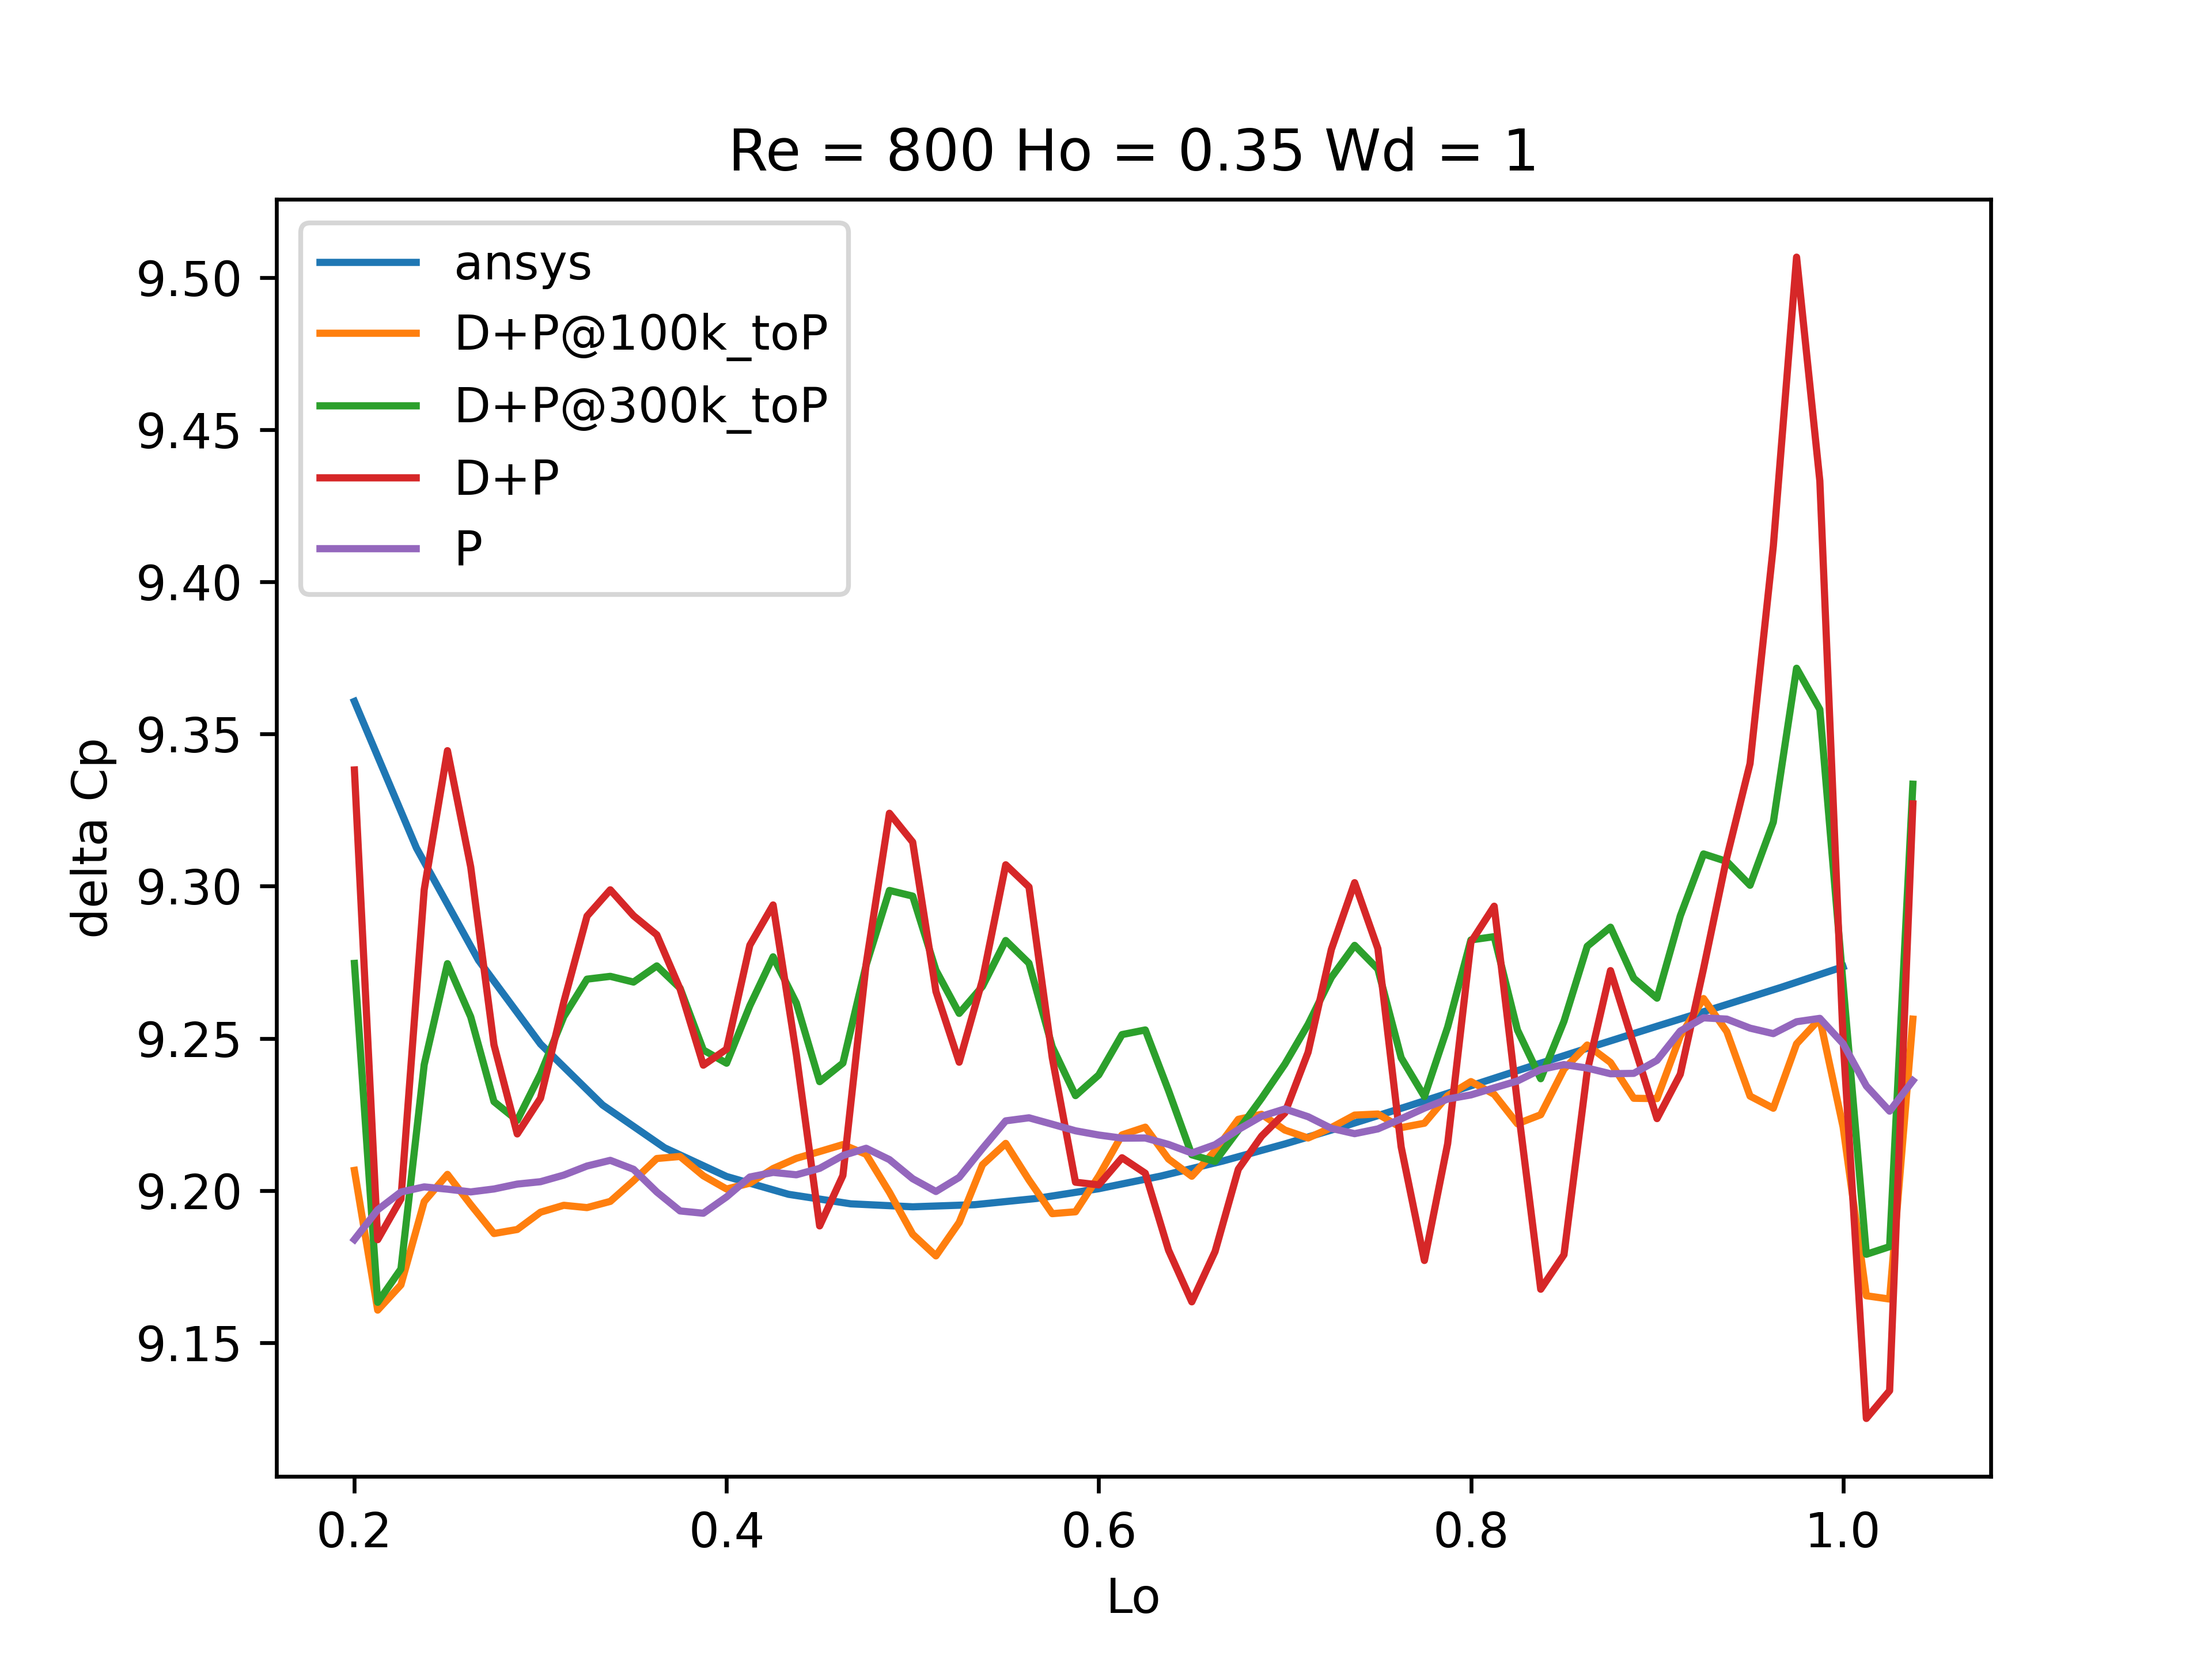 Re = 800 Ho = 0.35 Wd = 1
ansys
D+P@100k_toP
D+P@300k_toP
D+P
P
9.50
9.45
9.40
9.35
9.30
9.25
9.20
9.15
delta Cp
0.2 0.4 0.6 0.8 1.0
Lo